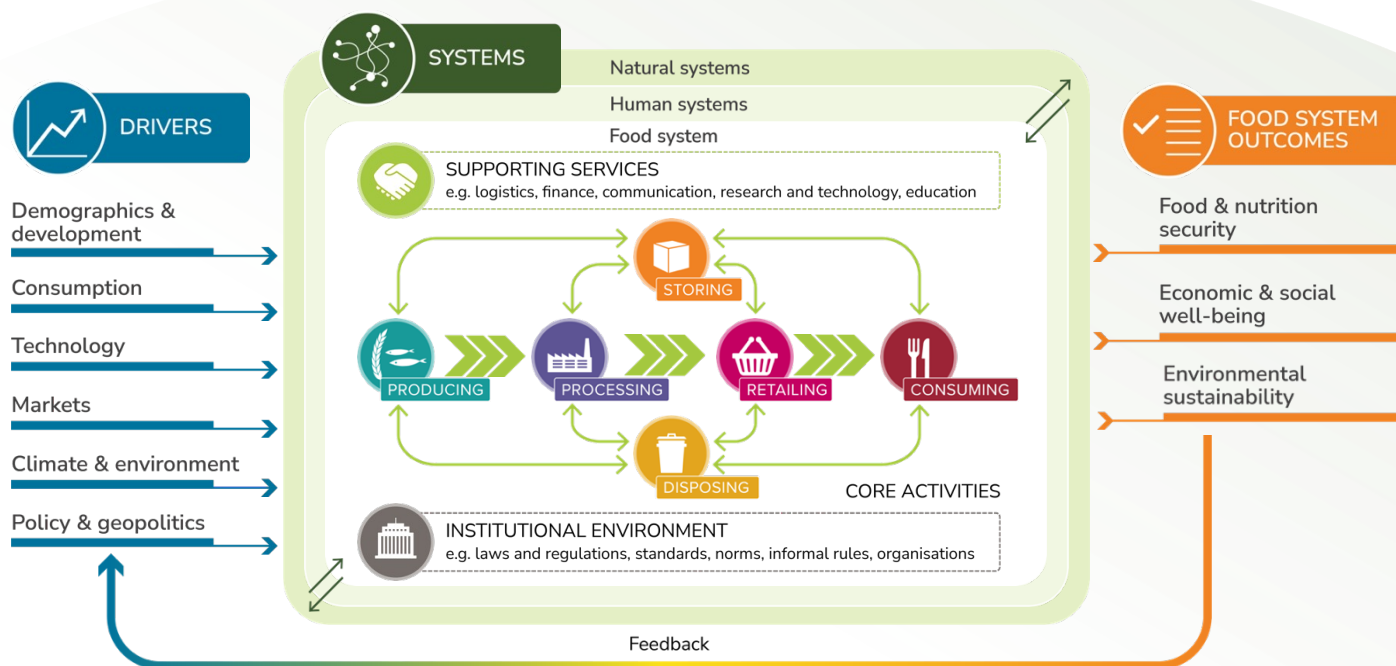 SYSTEMS
DRIVERS
FOOD SYSTEM
OUTCOMES
Natural systems
Human systems
Food system
SUPPORTING SERVICES
e.g. logistics, finance, communication, research and technology, education
Demographics &
development
Consumption
Technology
Markets
Climate & environment
Policy & geopolitics
STORING
PRODUCING
PROCESSING
RETAILING
CONSUMING
DISPOSING
CORE ACTIVITIES
INSTITUTIONAL ENVIRONMENT
e.g. laws and regulations, standards, norms, informal rules, organisations
Food & nutrition
security
Economic & social
well-being
Environmental
sustainability
Feedback